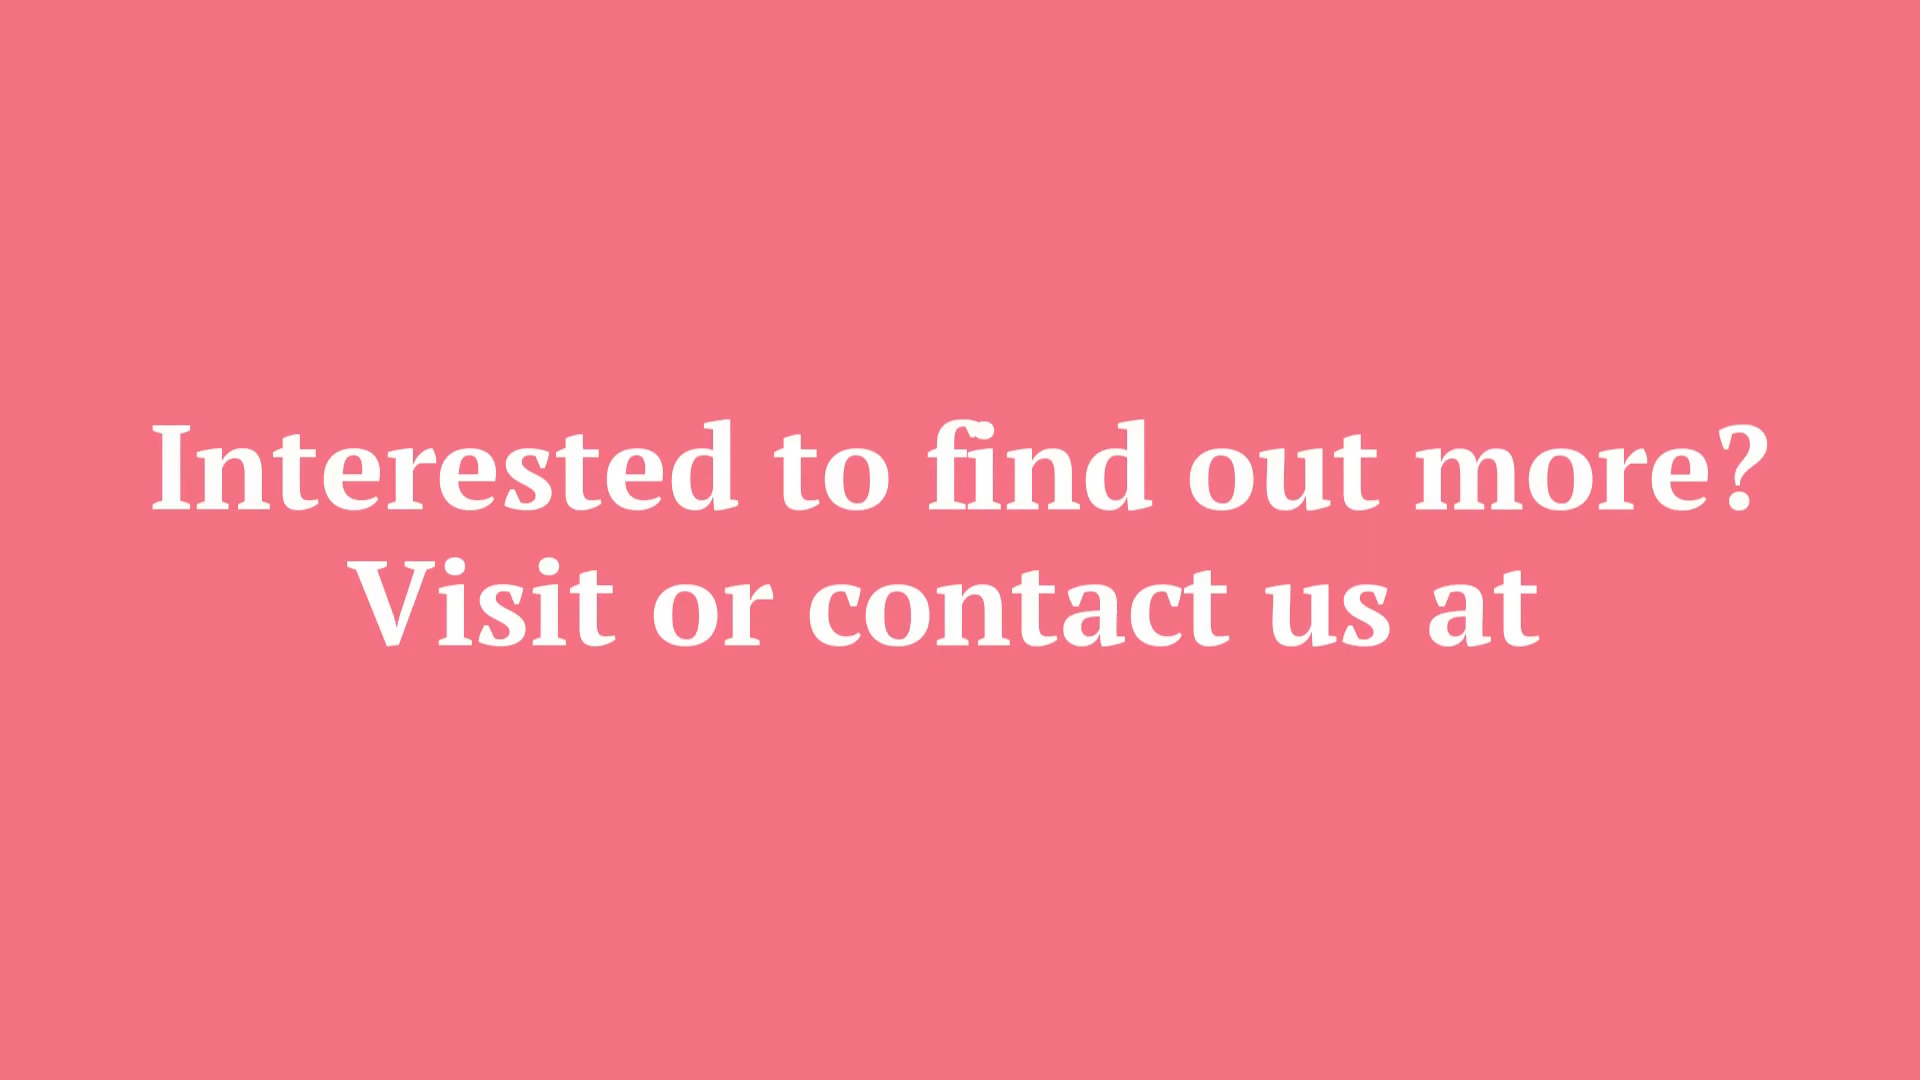 Interested to find out more?
Visit or contact us at